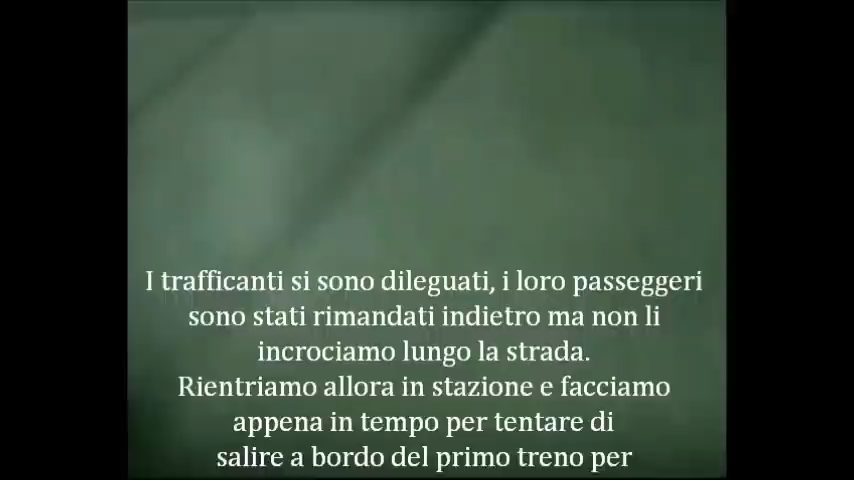 I trafficanti si sono dileguati, i loro passeggeri
sono stati rimandati indietro ma non li
incrociamo lungo la strada.
Rientriamo allora in stazione e facciamo
appena in tempo per tentare di
salire a bordo del primo treno per